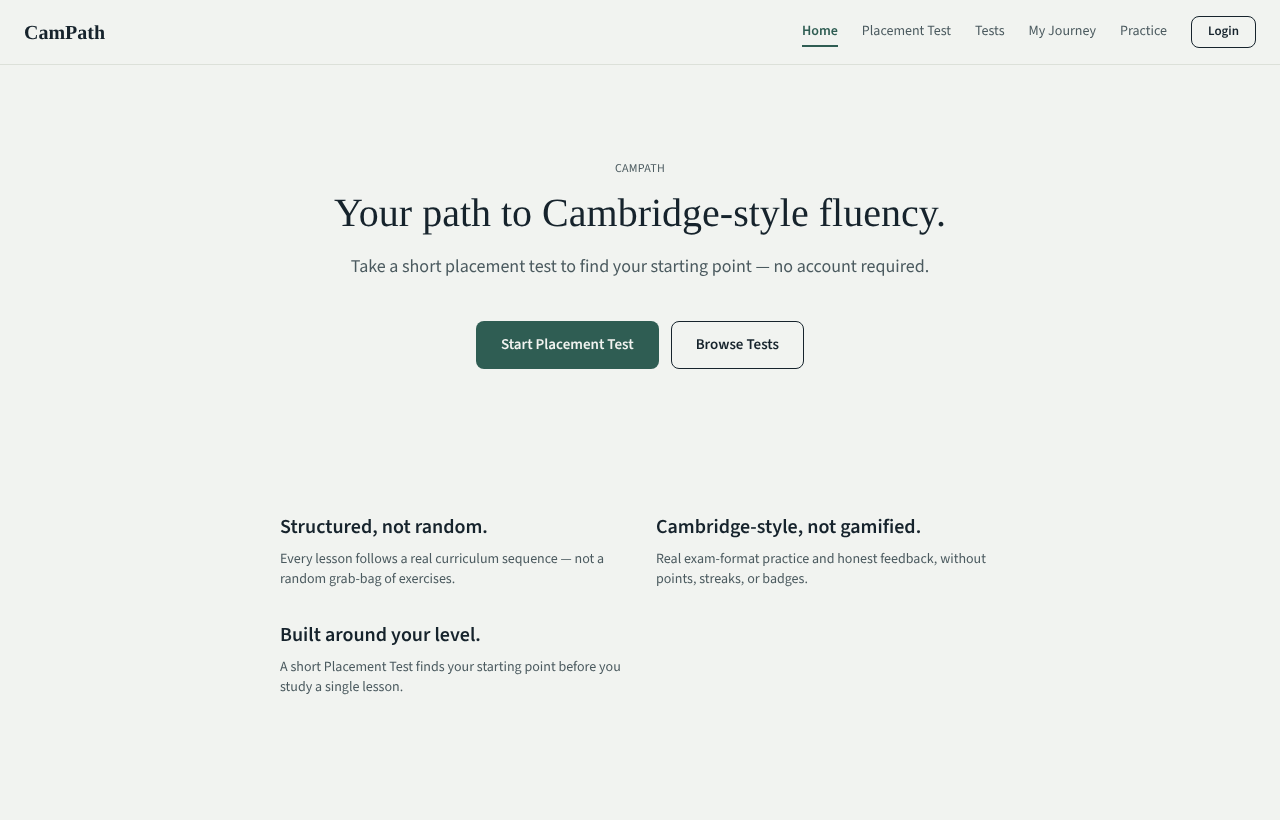 CamPath
Home
Placement Test
Tests
My Journey
Practice
Login
CAMPATH
Your path to Cambridge-style fluency.
Take a short placement test to find your starting point — no account required.
Start Placement Test
Browse Tests
Structured, not random.
Every lesson follows a real curriculum sequence — not a
random grab-bag of exercises.
Cambridge-style, not gamified.
Real exam-format practice and honest feedback, without
points, streaks, or badges.
Built around your level.
A short Placement Test finds your starting point before you
study a single lesson.